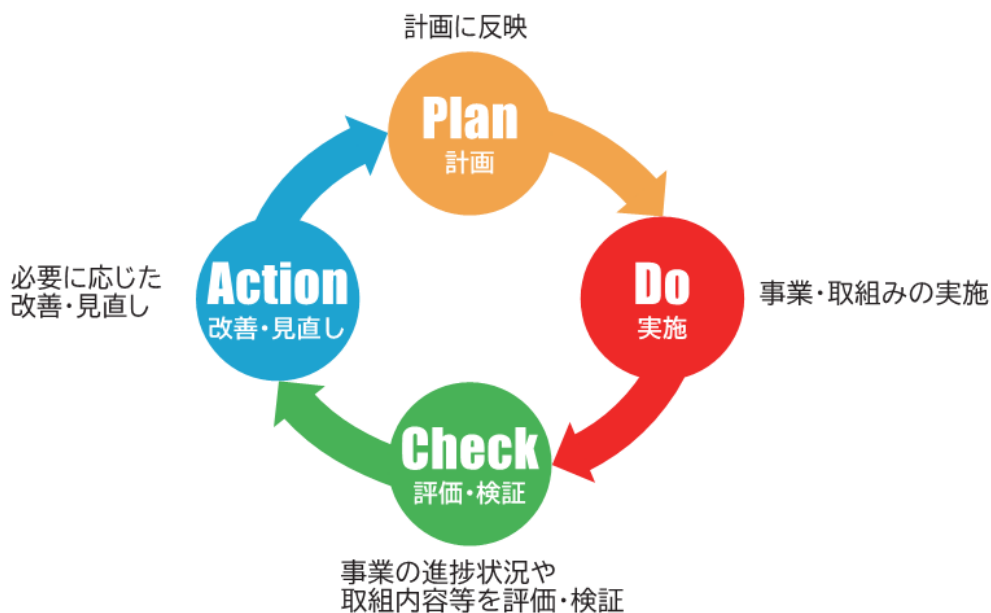 計画に反映
Plan
計画
Do
実施
事業・取組みの実施
Check
評価・検証
事業の進捗状況や
取組内容等を評価・検証
Action
改善・見直し
必要に応じた
改善・見直し